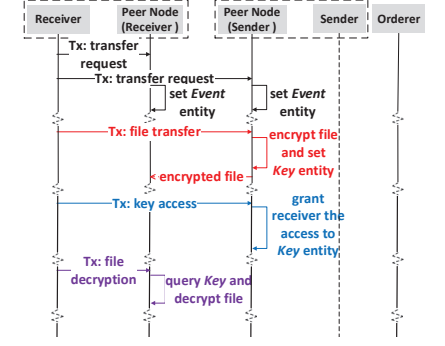 Receiver
Peer Node
(Receiver )
Peer Node
(Sender )
Sender
Orderer
Tx: transfer
request
Tx: transfer request
set Event
entity
set Event
entity
Tx: file transfer
encrypt file
and set
Key entity
encrypted file
Tx: key access
grant
receiver the
access to
Key entity
Tx: file
decryption
query Key and
decrypt file